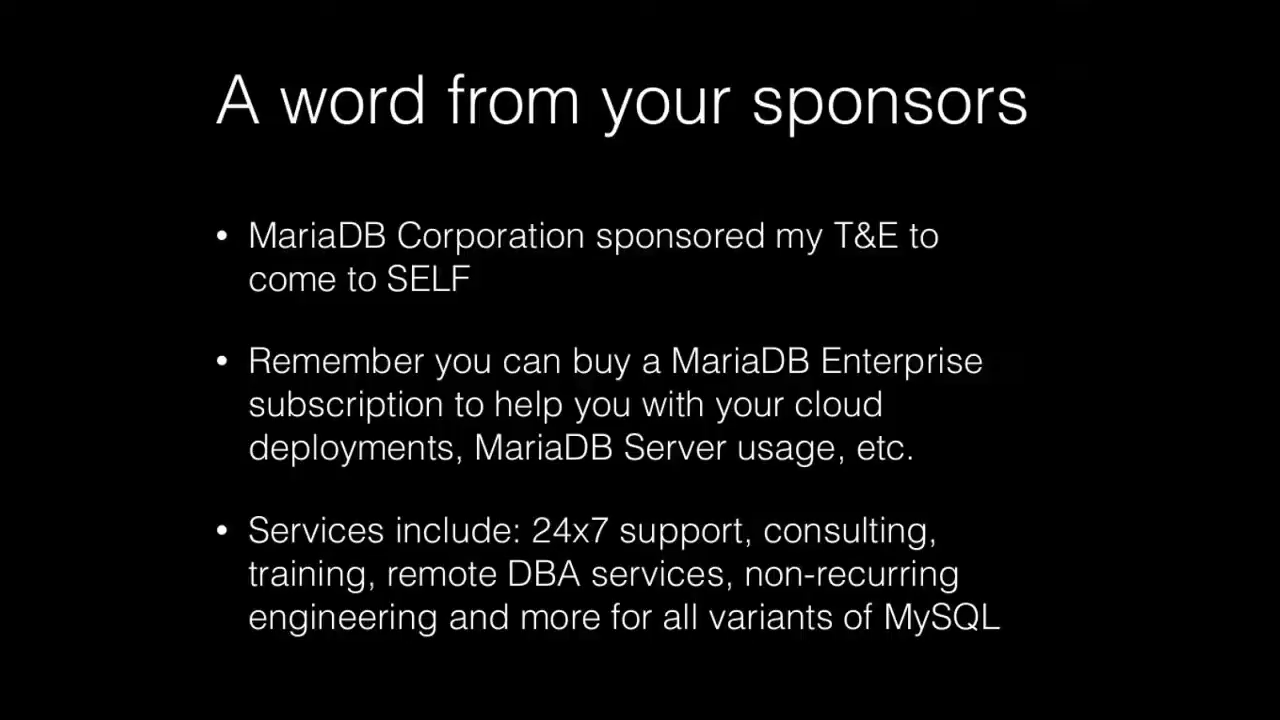 A word from your sponsors
• MariaDB Corporation sponsored my T&E to
come to SELF
• Remember you can buy a MariaDB Enterprise
subscription to help you with your cloud
deployments, MariaDB Server usage, etc.
• Services include: 24x7 support, consulting,
training, remote DBA services, non-recurring
engineering and more for all variants of MySQL